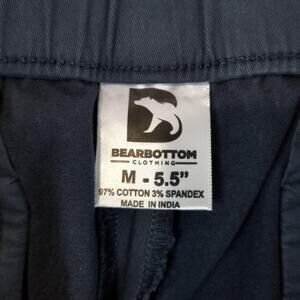 BEARBOTTOM
CLOTHING
M - 5.5"
97% COTTON 3% SPANDEX
MADE IN INDIA